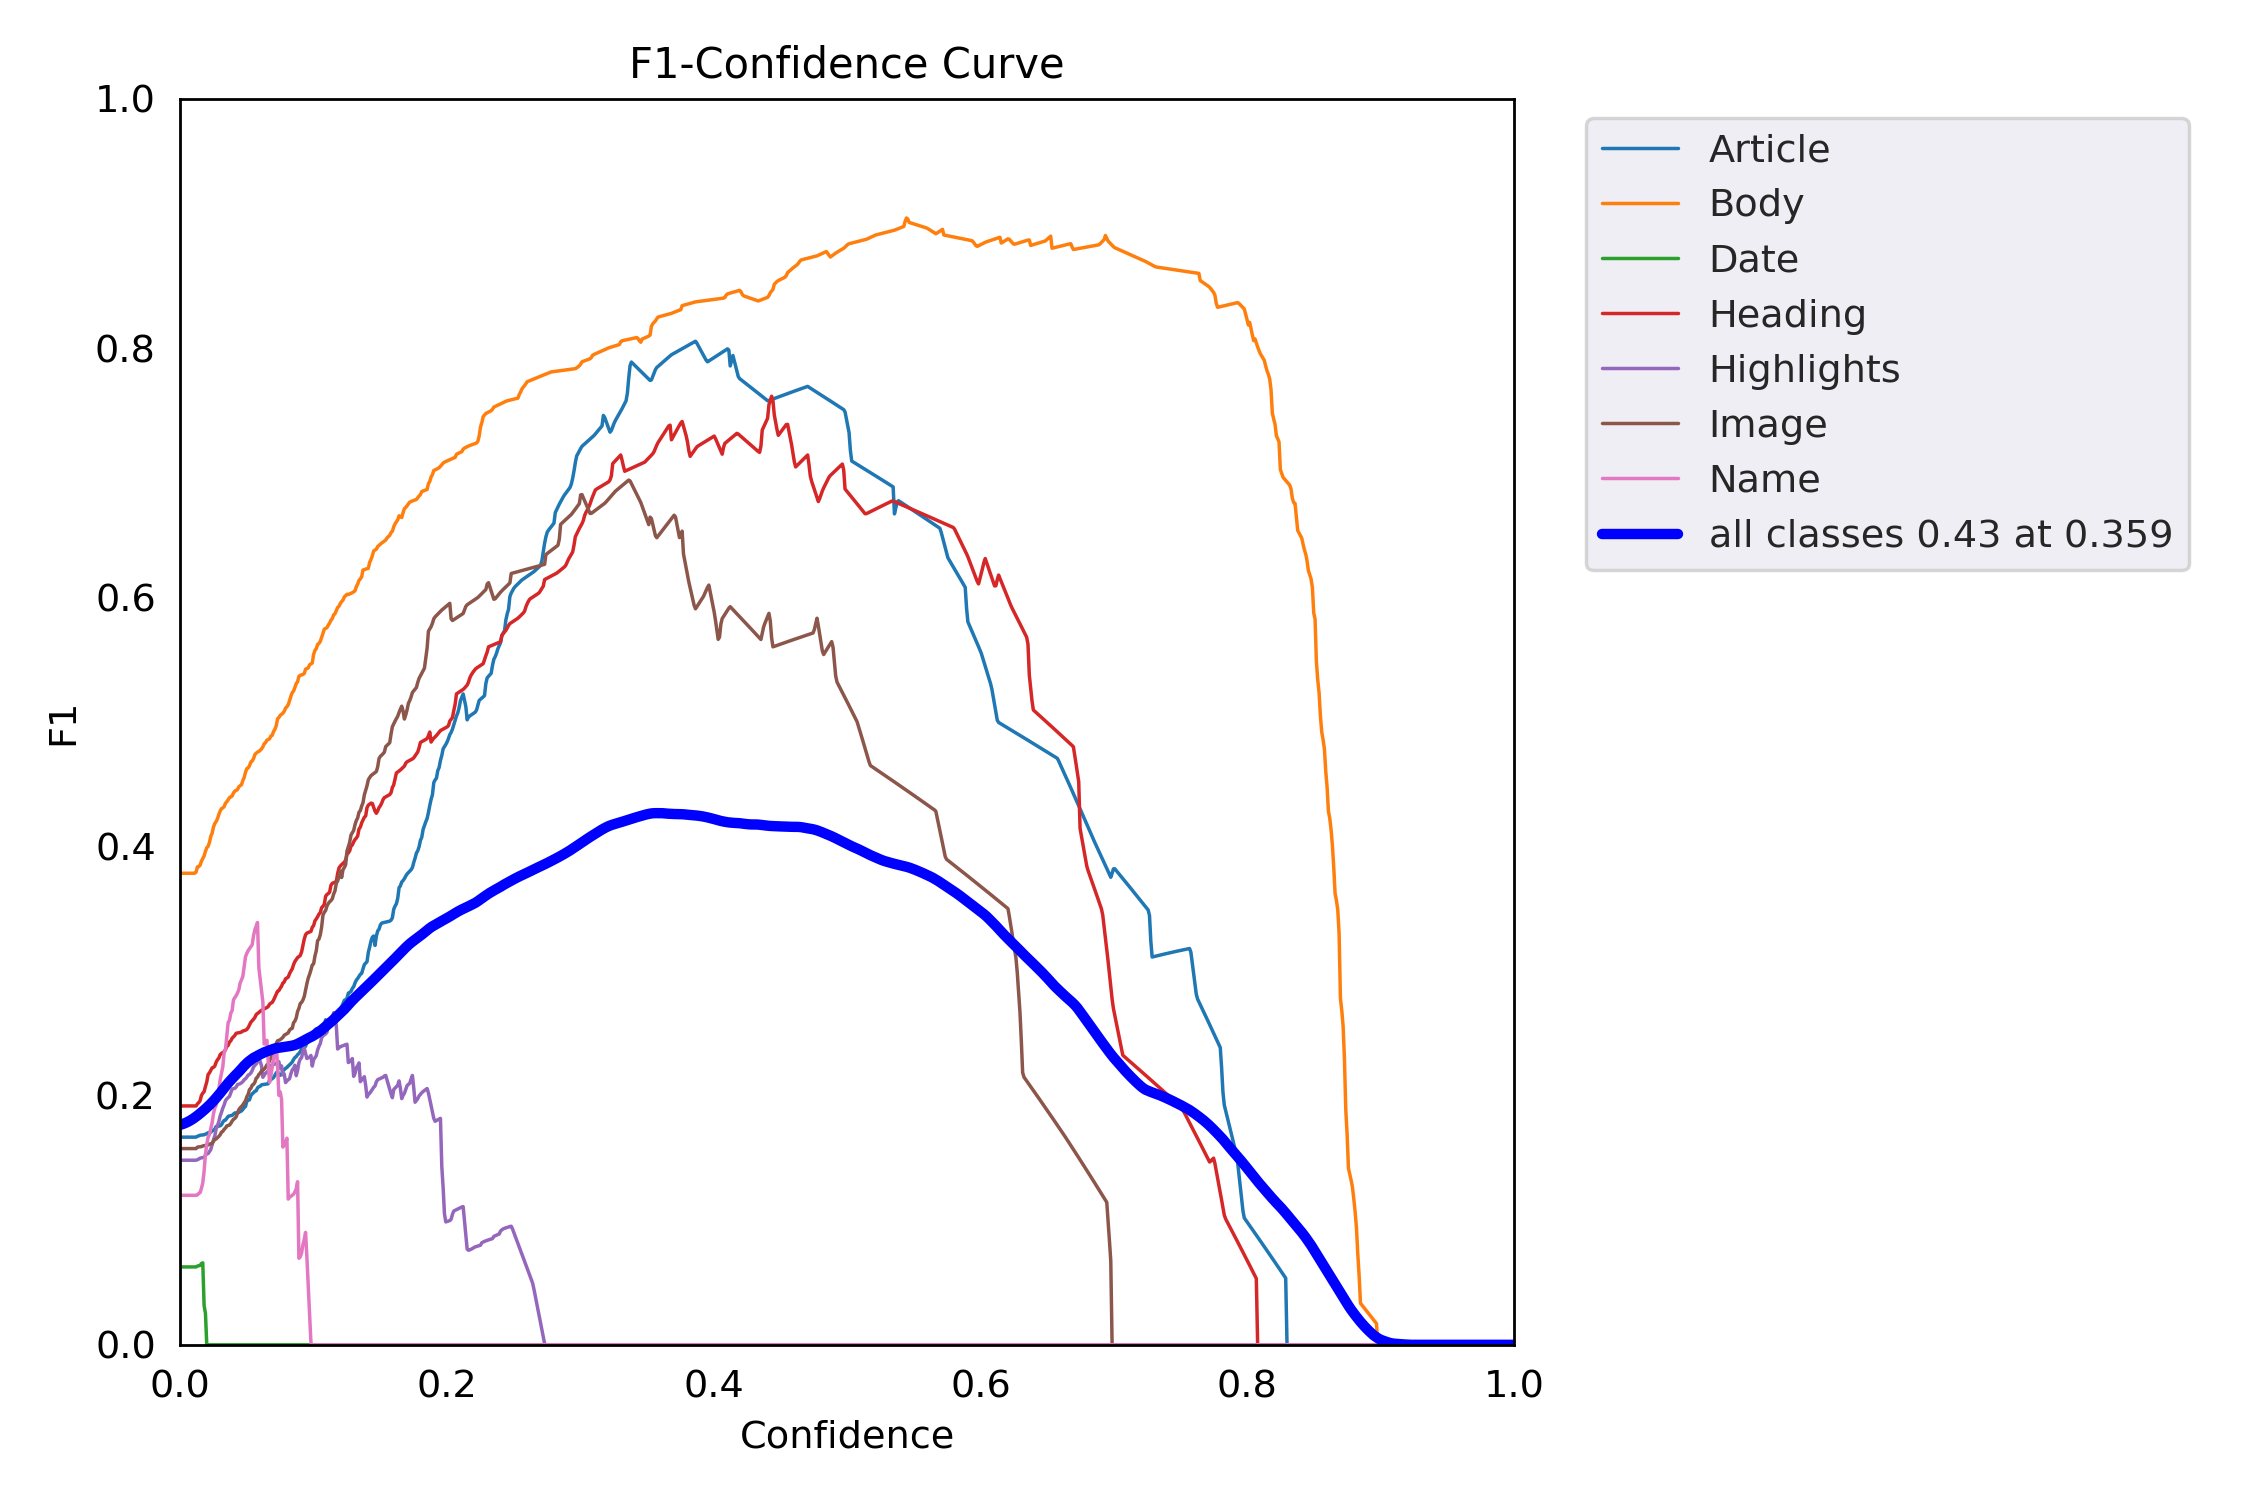 F1-Confidence Curve
1.0
0.8
0.6
0.4
0.2
0.0
F1
0.0 0.2 0.4 0.6 0.8 1.0
Confidence
Article
Body
Date
Heading
Highlights
Image
Name
all classes 0.43 at 0.359